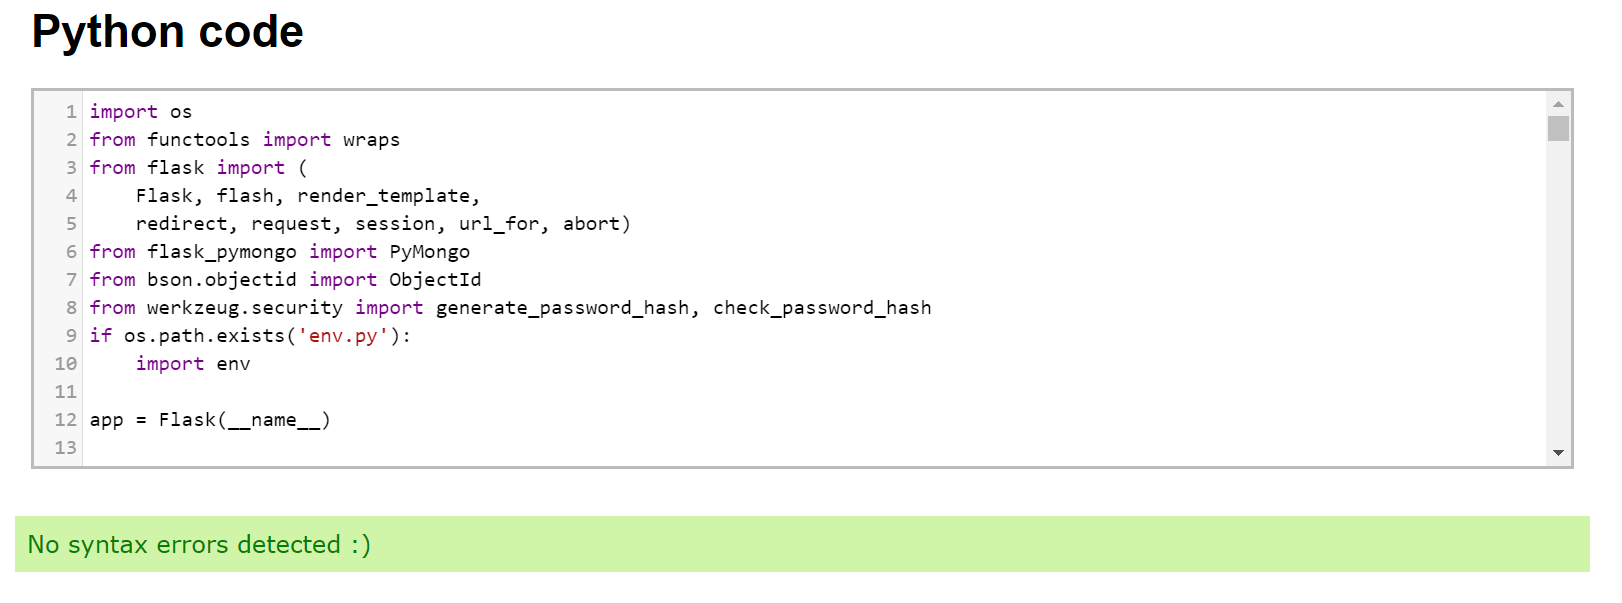 Python code
1 import os
2 from functools import wraps
3 from flask import (
4     Flask, flash, render_template,
5     redirect, request, session, url_for, abort)
6 from flask_pymongo import PyMongo
7 from bson.objectid import ObjectId
8 from werkzeug.security import generate_password_hash, check_password_hash
9 if os.path.exists('env.py'):
10     import env
11
12 app = Flask(__name__)
13
No syntax errors detected :)